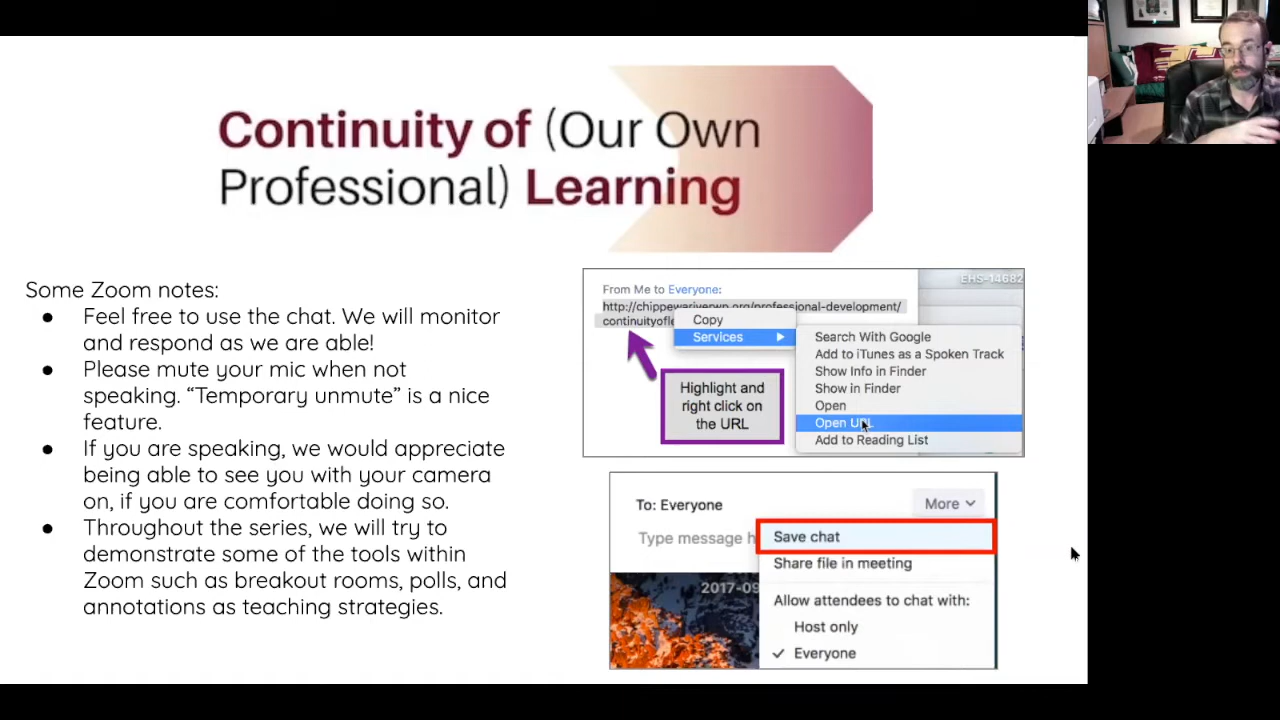 Continuity of (Our Own
Professional) Learning
Some Zoom notes:
● Feel free to use the chat. We will monitor
and respond as we are able!
● Please mute your mic when not
speaking. “Temporary unmute” is a nice
feature.
● If you are speaking, we would appreciate
being able to see you with your camera
on, if you are comfortable doing so.
● Throughout the series, we will try to
demonstrate some of the tools within
Zoom such as breakout rooms, polls, and
annotations as teaching strategies.
From Me to Everyone:
http://chippewariverwp.org/professional-development/
continuityofle
EHS-14682
Copy
Services
Search With Google
Add to iTunes as a Spoken Track
Show Info in Finder
Show in Finder
Open
Open URL
Add to Reading List
Highlight and
right click on
the URL
To: Everyone
More
Type message h
Save chat
Share file in meeting
2017-09
Allow attendees to chat with:
Host only
✓ Everyone